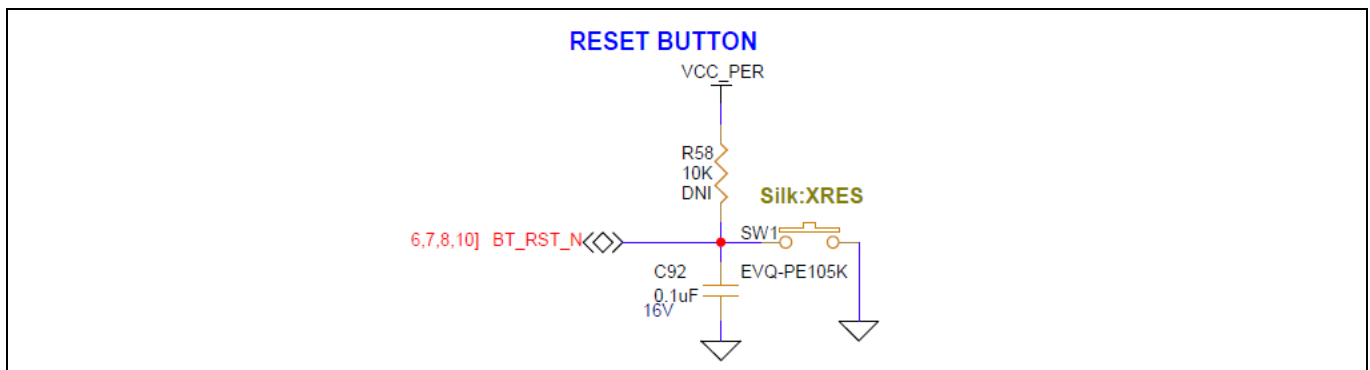 RESET BUTTON
VCC_PER
R58
10K
DNI
Silk:XRES
6,7,8,10] BT_RST_N
SW1
C92
EVQ-PE105K
0.1uF
16V